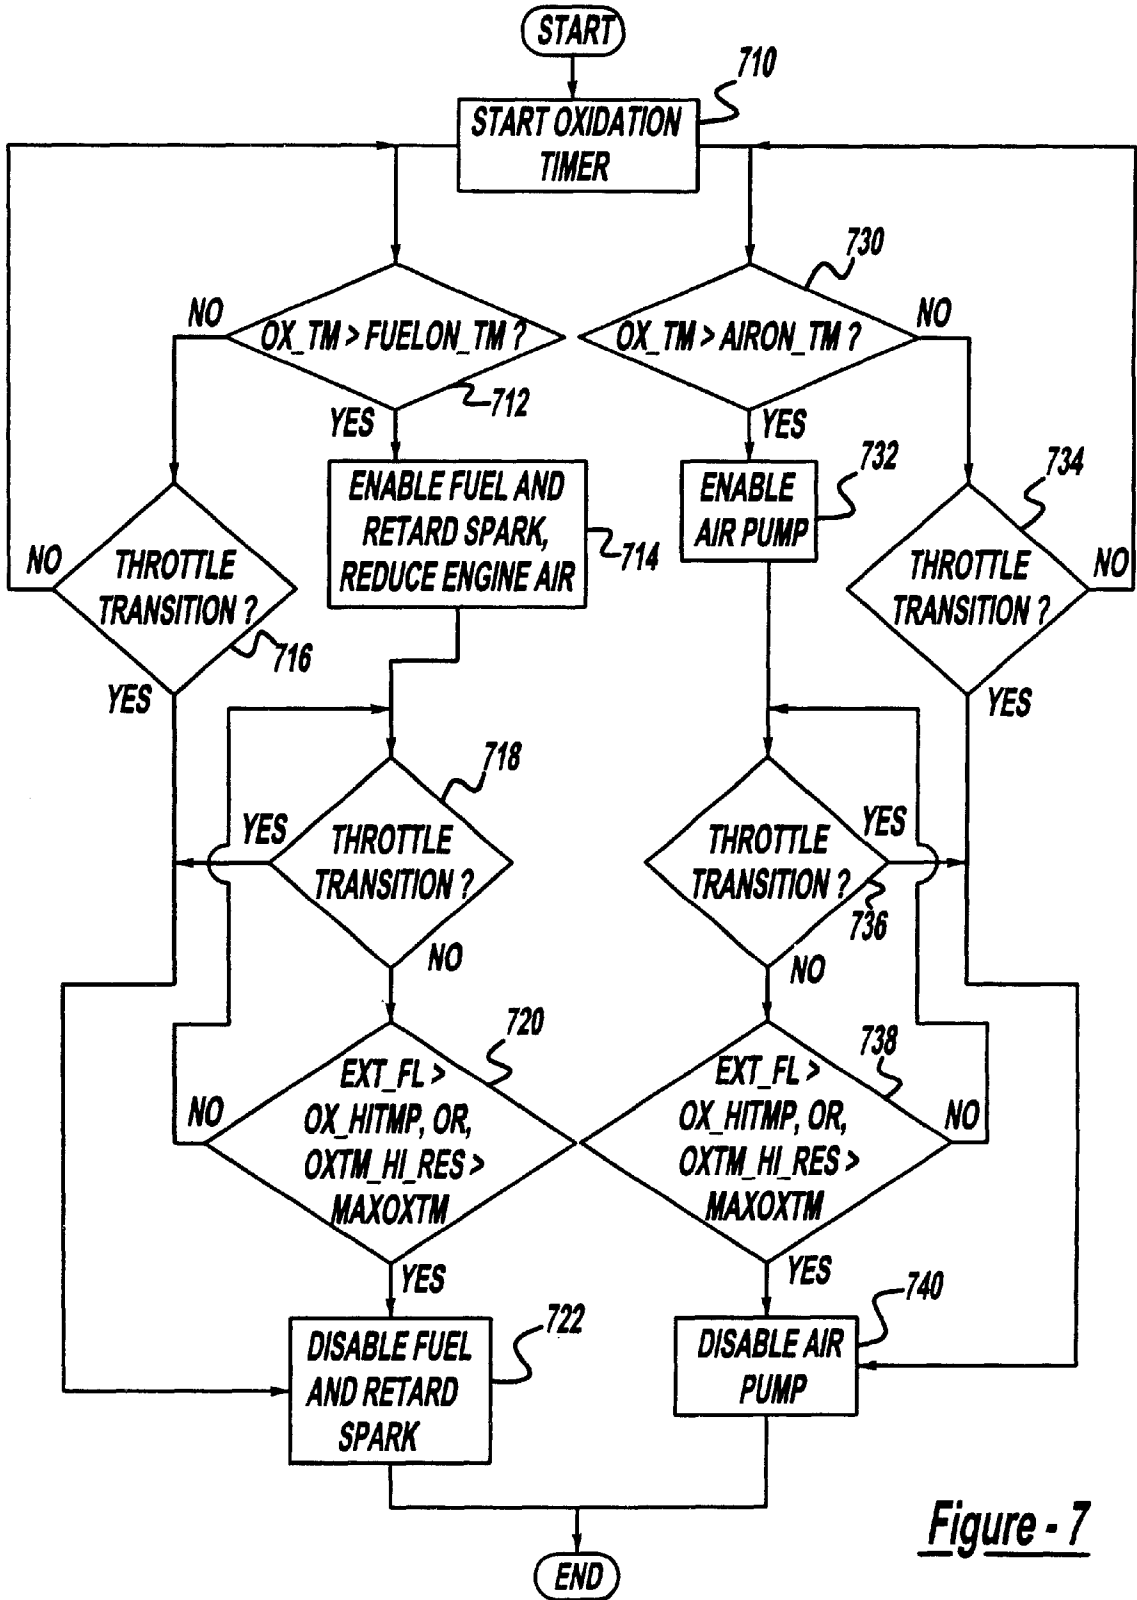 START
710
START OXIDATION
TIMER
730
NO
OX_TM > FUELON_TM ?
OX_TM > AIRON_TM ?
NO
712
YES
YES
ENABLE FUEL AND
RETARD SPARK,
REDUCE ENGINE AIR
714
ENABLE
AIR PUMP
732
734
NO
THROTTLE
TRANSITION ?
716
THROTTLE
TRANSITION ?
NO
YES
YES
718
YES
THROTTLE
TRANSITION ?
THROTTLE
TRANSITION ?
YES
736
NO
NO
720
738
NO
EXT_FL >
OX_HITMP, OR,
OXTM_HI_RES >
MAXOXTM
EXT_FL >
OX_HITMP, OR,
OXTM_HI_RES >
MAXOXTM
NO
YES
YES
722
740
DISABLE FUEL
AND RETARD
SPARK
DISABLE AIR
PUMP
END
Figure - 7